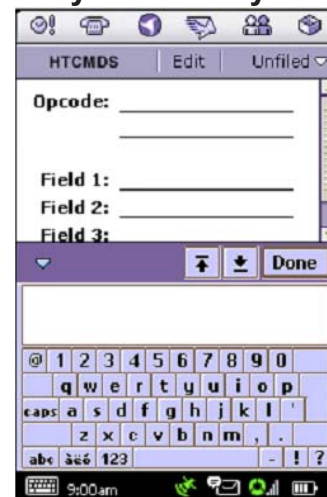 HTCMDS Edit Unfiled
Opcode:
Field 1:
Field 2:
Field 3:
Done
@ 1 2 3 4 5 6 7 8 9 0
q w e r t y u i o p
caps a s d f g h j k l '
z x c v b n m , .
abc àëó 123 - ! ?
9:00am